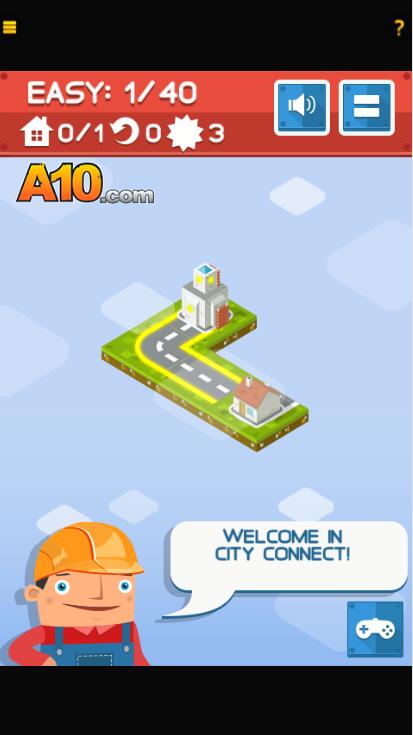 ?
EASY: 1/40
0/1 0 3
A10.com
WELCOME IN
CITY CONNECT!